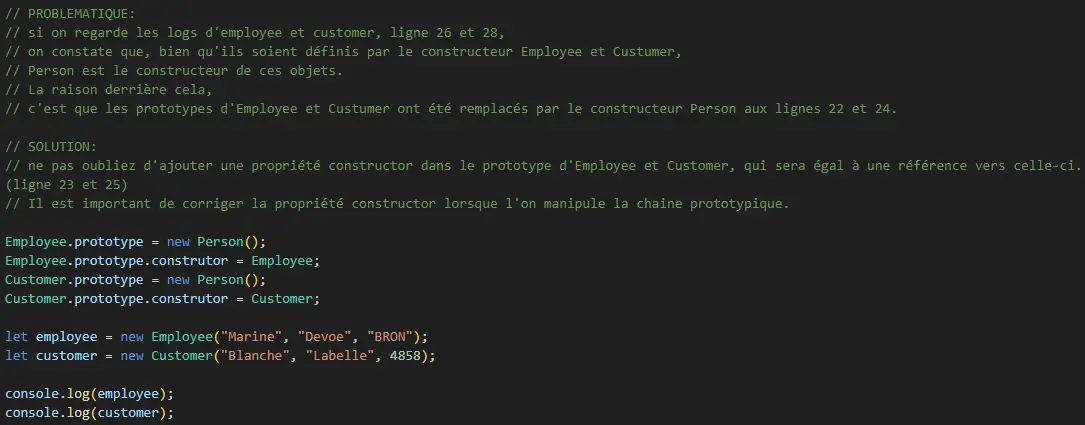 // PROBLEMATIQUE:
// si on regarde les logs d'employee et customer, ligne 26 et 28,
// on constate que, bien qu'ils soient définis par le constructeur Employee et Custumer,
// Person est le constructeur de ces objets.
// La raison derrière cela,
// c'est que les prototypes d'Employee et Custumer ont été remplacés par le constructeur Person aux lignes 22 et 24.

// SOLUTION:
// ne pas oubliez d'ajouter une propriété constructor dans le prototype d'Employee et Customer, qui sera égal à une référence vers celle-ci.
(ligne 23 et 25)
// Il est important de corriger la propriété constructor lorsque l'on manipule la chaine prototypique.

Employee.prototype = new Person();
Employee.prototype.construtor = Employee;
Customer.prototype = new Person();
Customer.prototype.construtor = Customer;

let employee = new Employee("Marine", "Devoe", "BRON");
let customer = new Customer("Blanche", "Labelle", 4858);

console.log(employee);
console.log(customer);